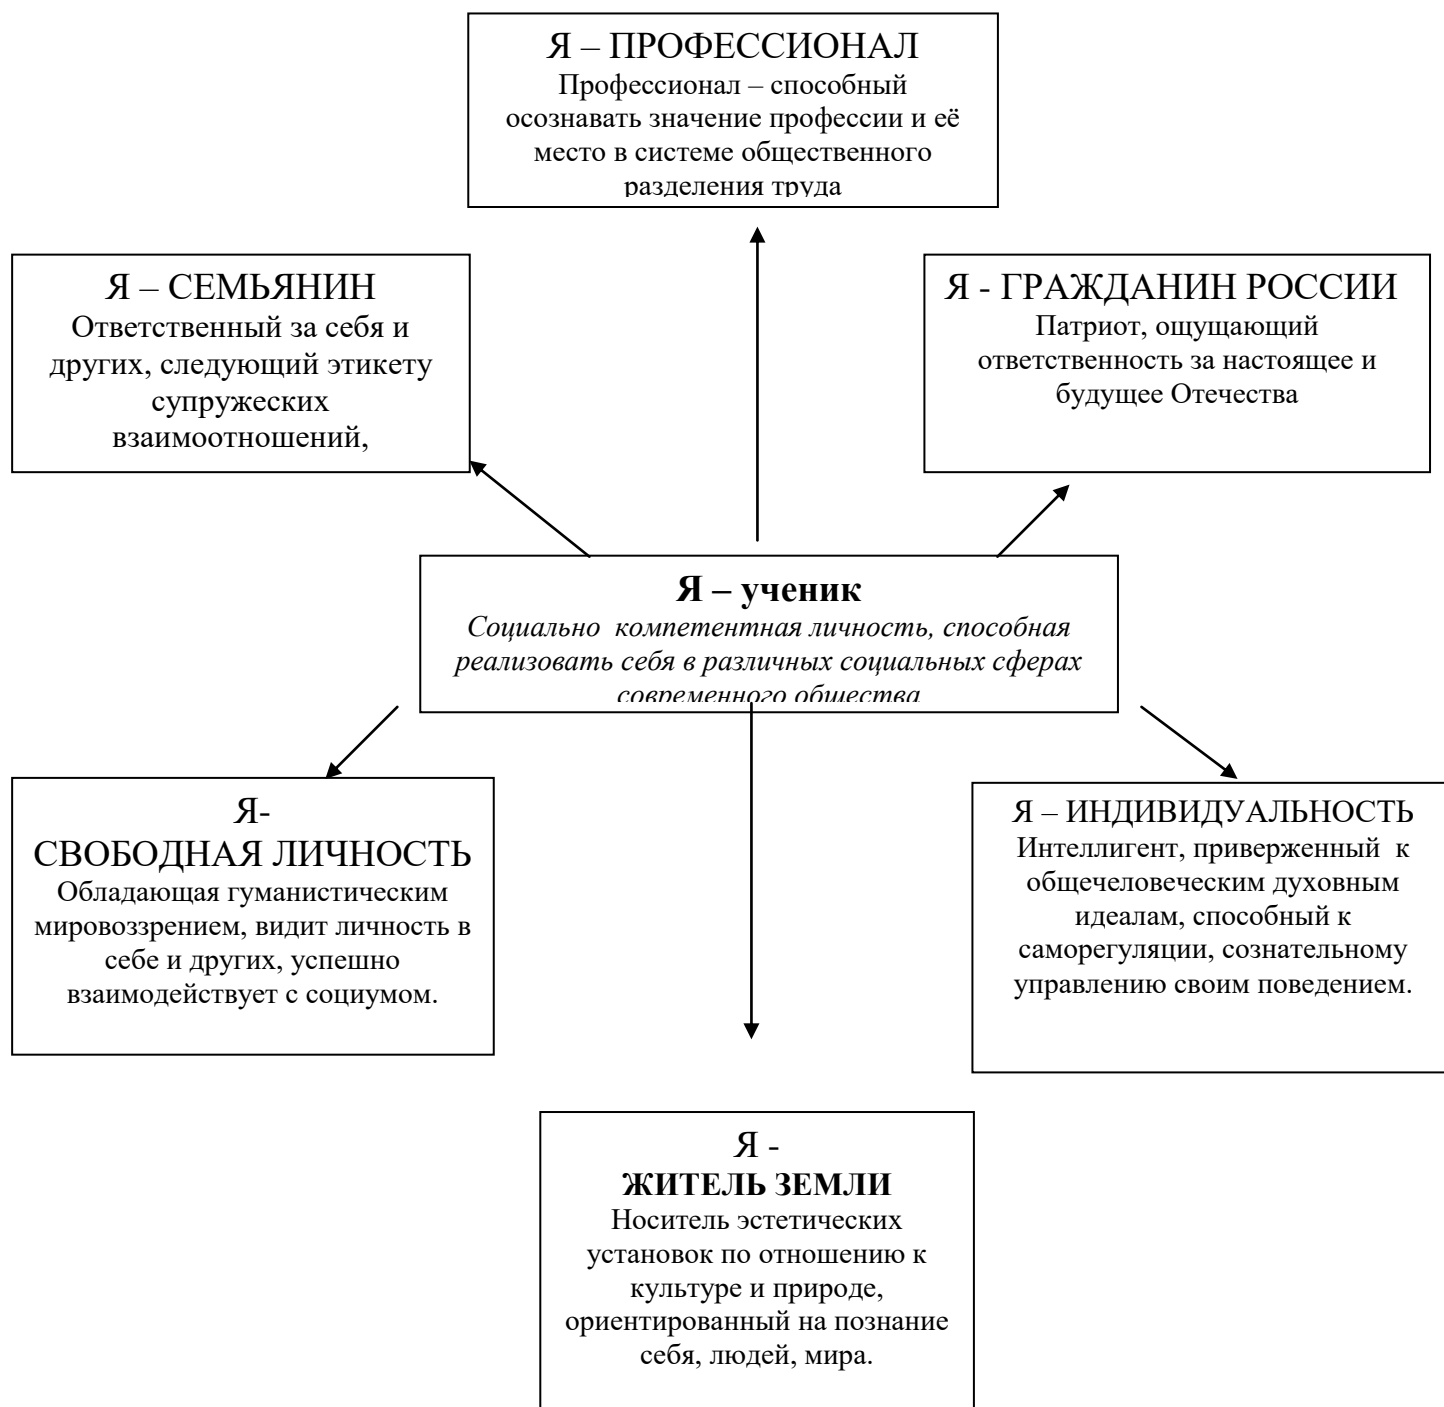 Я – ПРОФЕССИОНАЛ
Профессионал – способный
осознавать значение профессии и её
место в системе общественного
разделения труда
Я – СЕМЬЯНИН
Ответственный за себя и
других, следующий этикету
супружеских
взаимоотношений,
Я - ГРАЖДАНИН РОССИИ
Патриот, ощущающий
ответственность за настоящее и
будущее Отечества
Я – ученик
Социально компетентная личность, способная
реализовать себя в различных социальных сферах
современного общества
Я-
СВОБОДНАЯ ЛИЧНОСТЬ
Обладающая гуманистическим
мировоззрением, видит личность в
себе и других, успешно
взаимодействует с социумом.
Я – ИНДИВИДУАЛЬНОСТЬ
Интеллигент, приверженный к
общечеловеческим духовным
идеалам, способный к
саморегуляции, сознательному
управлению своим поведением.
Я -
ЖИТЕЛЬ ЗЕМЛИ
Носитель эстетических
установок по отношению к
культуре и природе,
ориентированный на познание
себя, людей, мира.